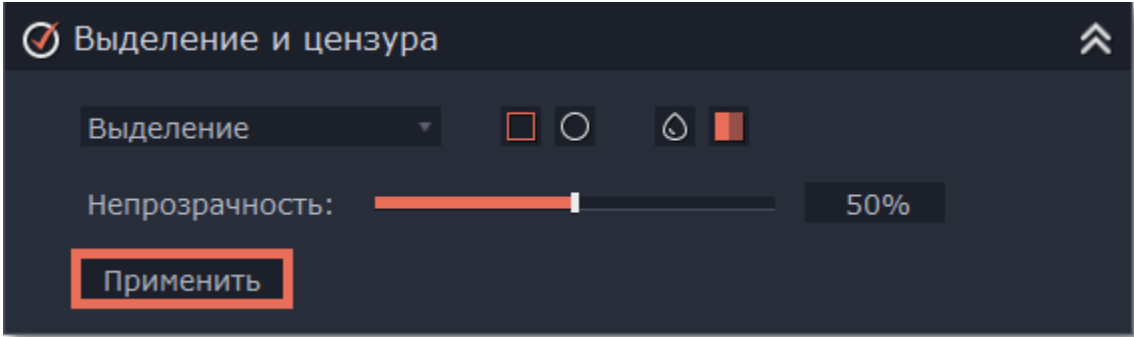 Выделение и цензура
Выделение
Непрозрачность: 50%
Применить